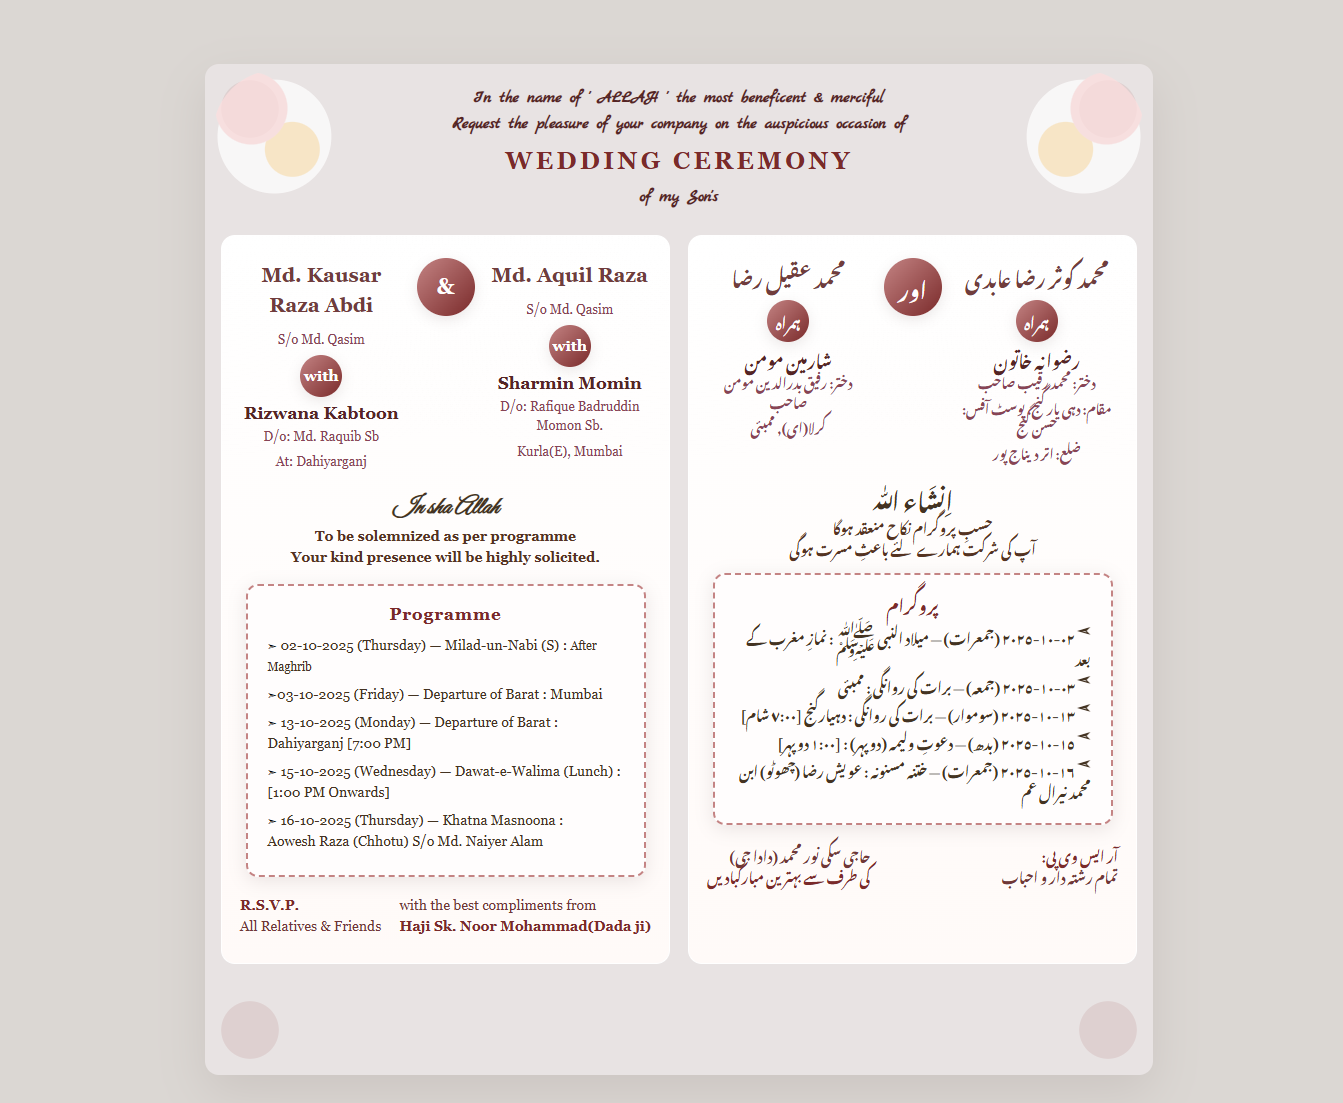 In the name of ' ALLAH ' the most beneficent & merciful
Request the pleasure of your company on the auspicious occasion of
WEDDING CEREMONY
of my Son's
Md. Kausar
Raza Abdi
S/o Md. Qasim
with
Rizwana Kabtoon
D/o: Md. Raquib Sb
At: Dahiyarganj
&
Md. Aquil Raza
S/o Md. Qasim
with
Sharmin Momin
D/o: Rafique Badruddin
Momon Sb.
Kurla(E), Mumbai
Insha Allah
To be solemnized as per programme
Your kind presence will be highly solicited.
Programme
➣ 02-10-2025 (Thursday) — Milad-un-Nabi (S) : After
Maghrib
➣03-10-2025 (Friday) — Departure of Barat : Mumbai
➣ 13-10-2025 (Monday) — Departure of Barat :
Dahiyarganj [7:00 PM]
➣ 15-10-2025 (Wednesday) — Dawat-e-Walima (Lunch) :
[1:00 PM Onwards]
➣ 16-10-2025 (Thursday) — Khatna Masnoona :
Aowesh Raza (Chhotu) S/o Md. Naiyer Alam
R.S.V.P.
All Relatives & Friends
with the best compliments from
Haji Sk. Noor Mohammad(Dada ji)
محمد کوثر رضا عابدی
ہمراہ
رضوانہ خاتون
دختر: محمد رقیب صاحب
مقام: دہی بار گنج پوسٹ آفس:
حسن گنج
ضلع: اتر دیناج پور
اور
محمد عقیل رضا
ہمراہ
شارمین مومن
دختر: رفیق بدرالدین مومن
صاحب
کرلا(ای)، ممبئی
اِنشَاء اللہ
حسبِ پروگرام نکاح منعقد ہوگا
آپ کی شرکت ہمارے لئے باعثِ مسرت ہوگی
پروگرام
➣ ۰۲-۱۰-۲۰۲۵ (جمعرات) — میلاد النبی ﷺ : نمازِ مغرب کے
بعد
➣ ۰۳-۱۰-۲۰۲۵ (جمعہ) — برات کی روانگی : ممبئی
➣ ۱۳-۱۰-۲۰۲۵ (سوموار) — برات کی روانگی : دہیارگنج [۷:۰۰ شام]
➣ ۱۵-۱۰-۲۰۲۵ (بدھ) — دعوتِ ولیمہ (دوپہر) : [۱:۰۰ دوپہر]
➣ ۱۶-۱۰-۲۰۲۵ (جمعرات) — ختنہ مسنونہ : عویش رضا (چھوٹو) ابن
محمد نیرال عم
آر ایس وی پی:
تمام رشتہ دار و احباب
حاجی سکی نور محمد (دادا جی)
کی طرف سے بہترین مبارکبادیں